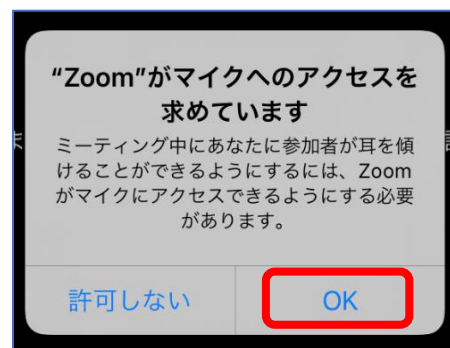 “Zoom”がマイクへのアクセスを
求めています
ミーティング中にあなたに参加者が耳を傾
けることができるようにするには、Zoom
がマイクにアクセスできるようにする必要
があります。
許可しない
OK